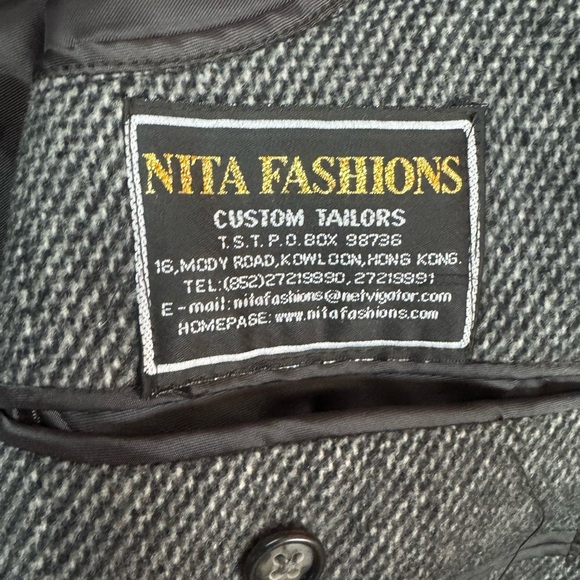 NITA FASHIONS
CUSTOM TAILORS
T.S.T. P.O. BOX 98736
16, MODY ROAD, KOWLOON, HONG KONG.
TEL:(852)27219990, 27219991
E-mail: nitafashions@netvigator.com
HOMEPAGE: www.nitafashions.com